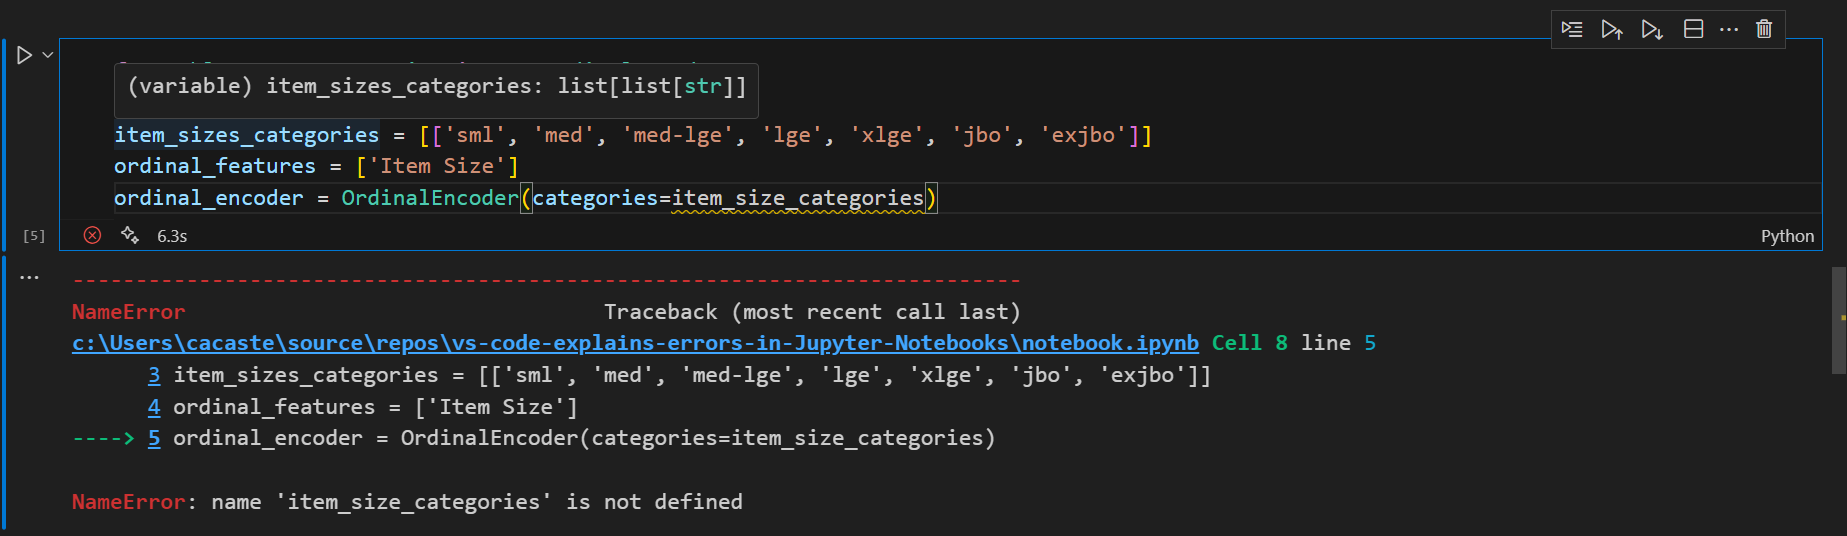 (variable) item_sizes_categories: list[list[str]]
item_sizes_categories = [['sml', 'med', 'med-lge', 'lge', 'xlge', 'jbo', 'exjbo']]
ordinal_features = ['Item Size']
ordinal_encoder = OrdinalEncoder(categories=item_size_categories)
[5] 6.3s Python
---------------------------------------------------------------------------
NameError Traceback (most recent call last)
c:\Users\cacaste\source\repos\vs-code-explains-errors-in-Jupyter-Notebooks\notebook.ipynb Cell 8 line 5
3 item_sizes_categories = [['sml', 'med', 'med-lge', 'lge', 'xlge', 'jbo', 'exjbo']]
4 ordinal_features = ['Item Size']
----> 5 ordinal_encoder = OrdinalEncoder(categories=item_size_categories)
NameError: name 'item_size_categories' is not defined